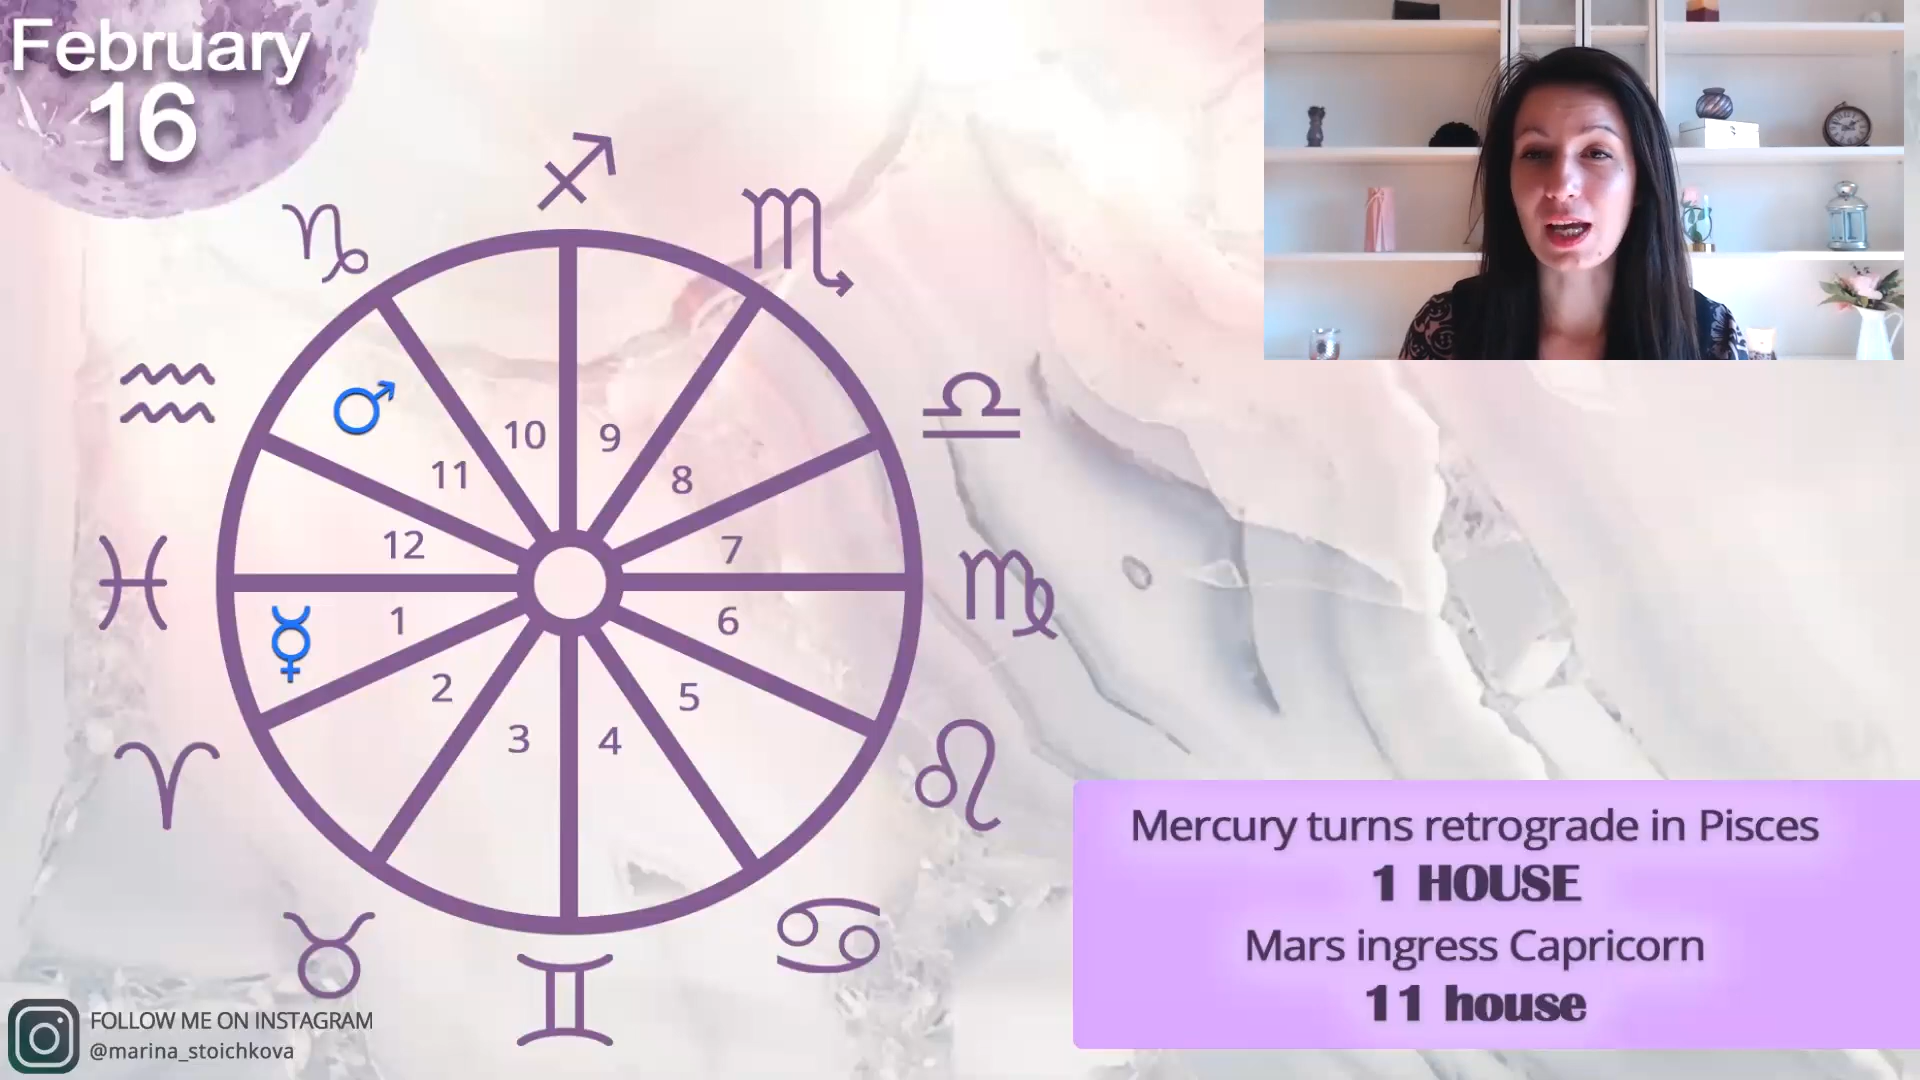 February
16
10
9
11
8
12
7
1
6
2
5
3
4
Mercury turns retrograde in Pisces
1 HOUSE
Mars ingress Capricorn
11 house
FOLLOW ME ON INSTAGRAM
@marina_stoichkova